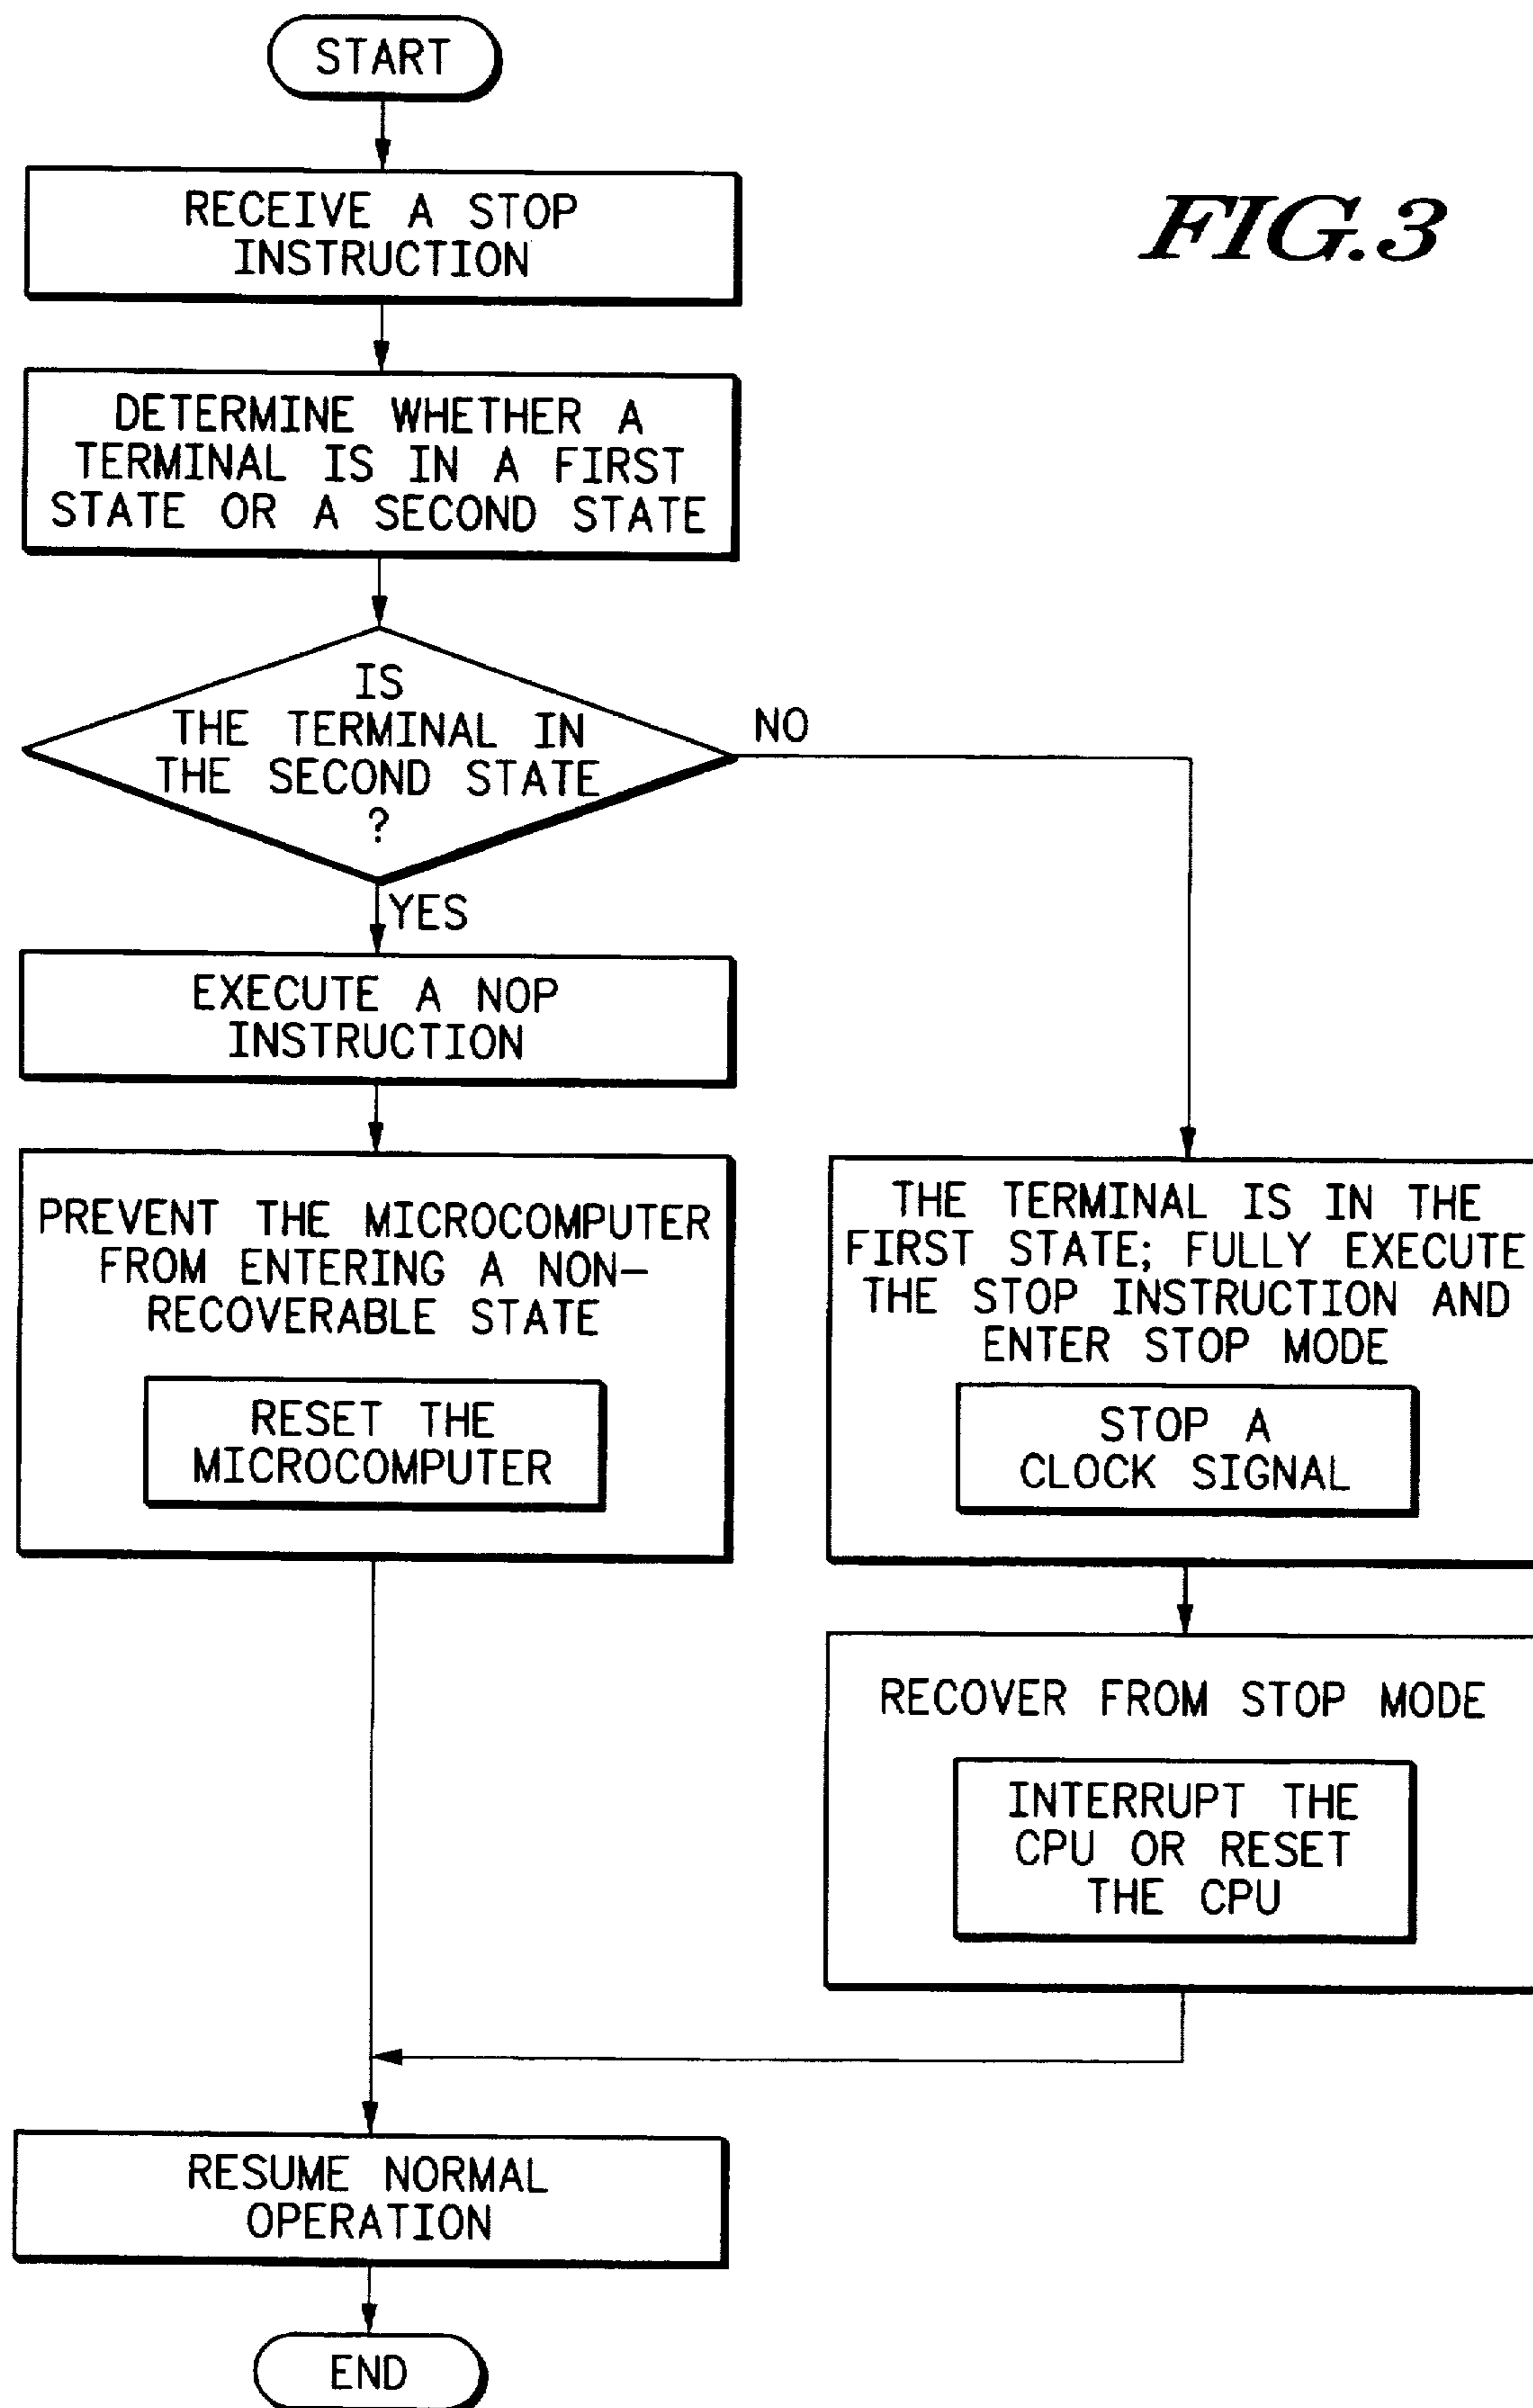 START
FIG.3
RECEIVE A STOP
INSTRUCTION
DETERMINE WHETHER A
TERMINAL IS IN A FIRST
STATE OR A SECOND STATE
IS
THE TERMINAL IN
THE SECOND STATE
?
NO
YES
EXECUTE A NOP
INSTRUCTION
PREVENT THE MICROCOMPUTER
FROM ENTERING A NON-
RECOVERABLE STATE
RESET THE
MICROCOMPUTER
THE TERMINAL IS IN THE
FIRST STATE; FULLY EXECUTE
THE STOP INSTRUCTION AND
ENTER STOP MODE
STOP A
CLOCK SIGNAL
RECOVER FROM STOP MODE
INTERRUPT THE
CPU OR RESET
THE CPU
RESUME NORMAL
OPERATION
END